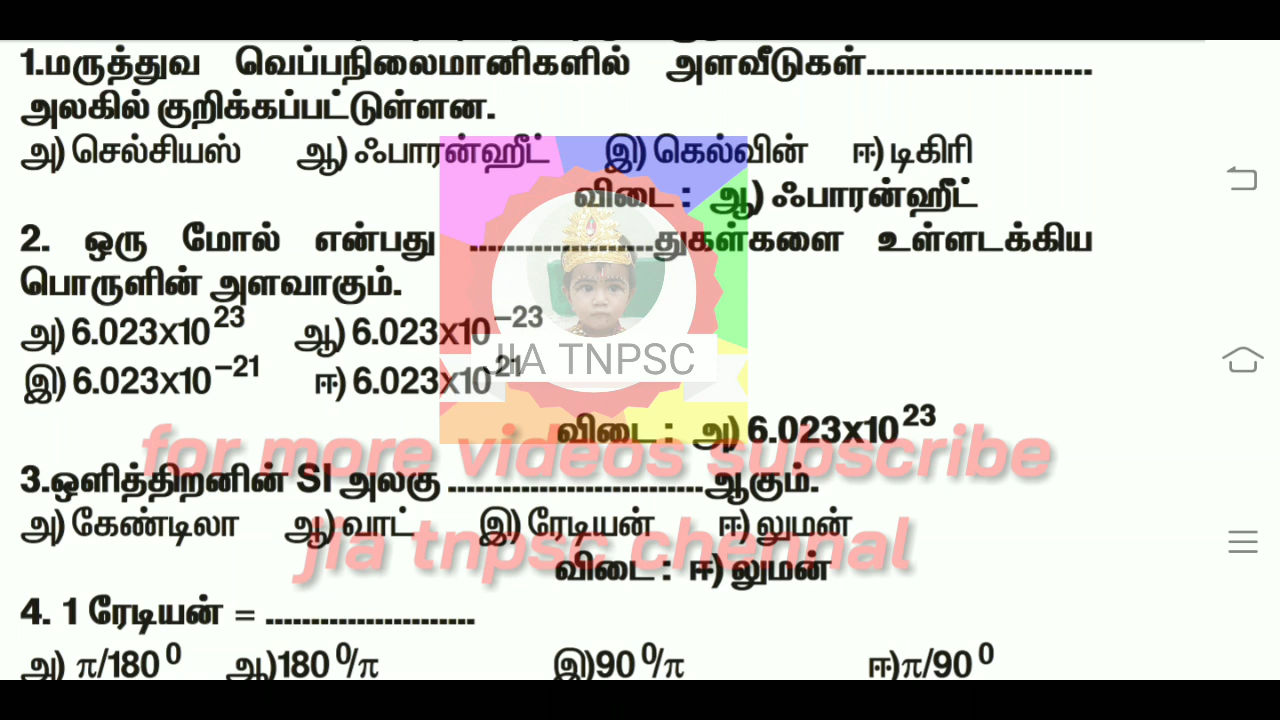 1.மருத்துவ வெப்பநிலைமானிகளில் அளவீடுகள்.......................
அலகில் குறிக்கப்பட்டுள்ளன.
அ) செல்சியஸ் ஆ) ஃபாரன்ஹீட் இ) கெல்வின் ஈ) டிகிரி
விடை : ஆ) ஃபாரன்ஹீட்
2. ஒரு மோல் என்பது ....................துகள்களை உள்ளடக்கிய
பொருளின் அளவாகும்.
அ) 6.023x10²³ ஆ) 6.023x10⁻²³
இ) 6.023x10⁻²¹ ஈ) 6.023x10²¹
JIA TNPSC
விடை : அ) 6.023x10²³
for more videos subscribe
3.ஒளித்திறனின் SI அலகு ............................ஆகும்.
அ) கேண்டிலா ஆ) வாட் இ) ரேடியன் ஈ) லுமன்
jia tnpsc chennal
விடை : ஈ) லுமன்
4. 1 ரேடியன் = .......................
அ) π/180⁰ ஆ)180⁰/π இ)90⁰/π ஈ)π/90⁰